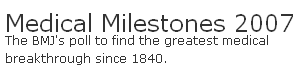 Medical Milestones 2007
The BMJ's poll to find the greatest medical
breakthrough since 1840.